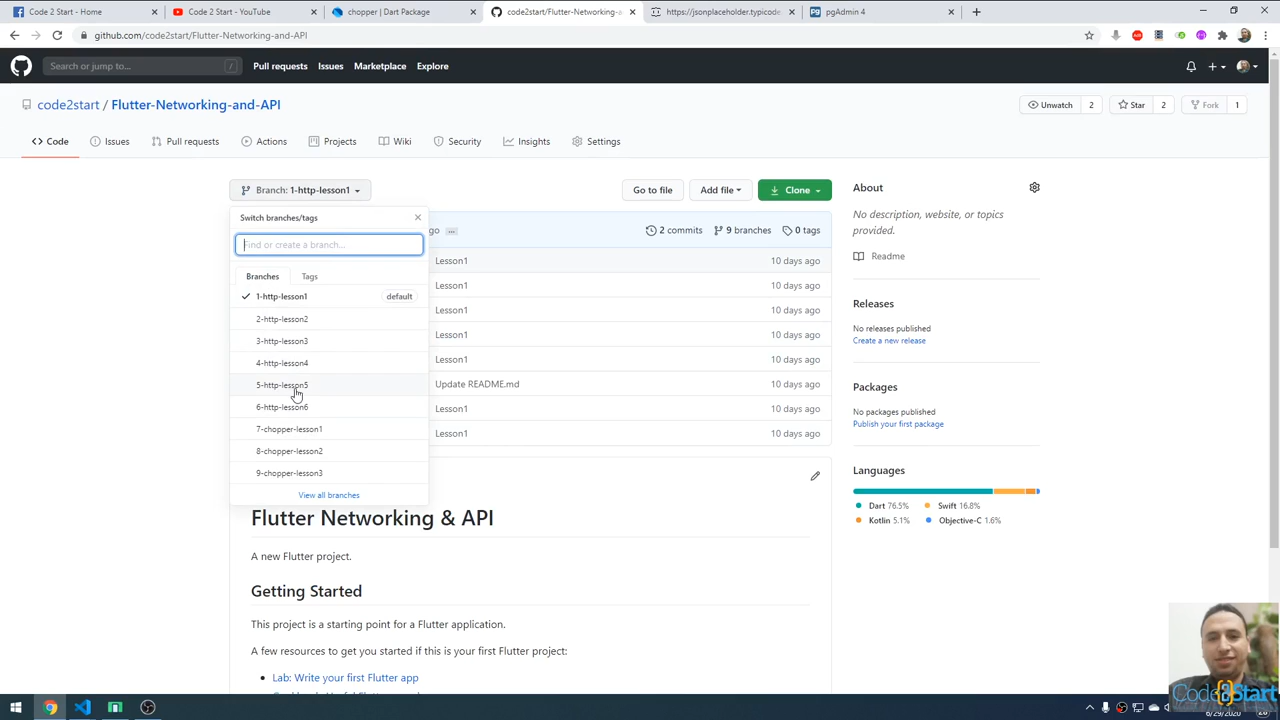 Code 2 Start - Home
Code 2 Start - YouTube
chopper | Dart Package
code2start/Flutter-Networking-a
https://jsonplaceholder.typicod
pgAdmin 4
github.com/code2start/Flutter-Networking-and-API
Search or jump to...
/
Pull requests
Issues
Marketplace
Explore
code2start / Flutter-Networking-and-API
Unwatch 2
Star 2
Fork 1
Code
Issues
Pull requests
Actions
Projects
Wiki
Security
Insights
Settings
Branch: 1-http-lesson1
Go to file
Add file
Clone
About
Switch branches/tags
No description, website, or topics
provided.
go ...
2 commits
9 branches
0 tags
Find or create a branch...
Readme
Lesson1 10 days ago
Branches
Tags
Lesson1 10 days ago
1-http-lesson1 default
Releases
Lesson1 10 days ago
2-http-lesson2
No releases published
Lesson1 10 days ago
3-http-lesson3
Create a new release
Lesson1 10 days ago
4-http-lesson4
5-http-lesson5
Update README.md 10 days ago
Packages
6-http-lesson6
Lesson1 10 days ago
No packages published
Publish your first package
7-chopper-lesson1
Lesson1 10 days ago
8-chopper-lesson2
9-chopper-lesson3
Languages
View all branches
Dart 76.5%
Swift 16.8%
Kotlin 5.1%
Objective-C 1.6%
Flutter Networking & API
A new Flutter project.
Getting Started
This project is a starting point for a Flutter application.
A few resources to get you started if this is your first Flutter project:
Lab: Write your first Flutter app
Code2Start
6/29/2020